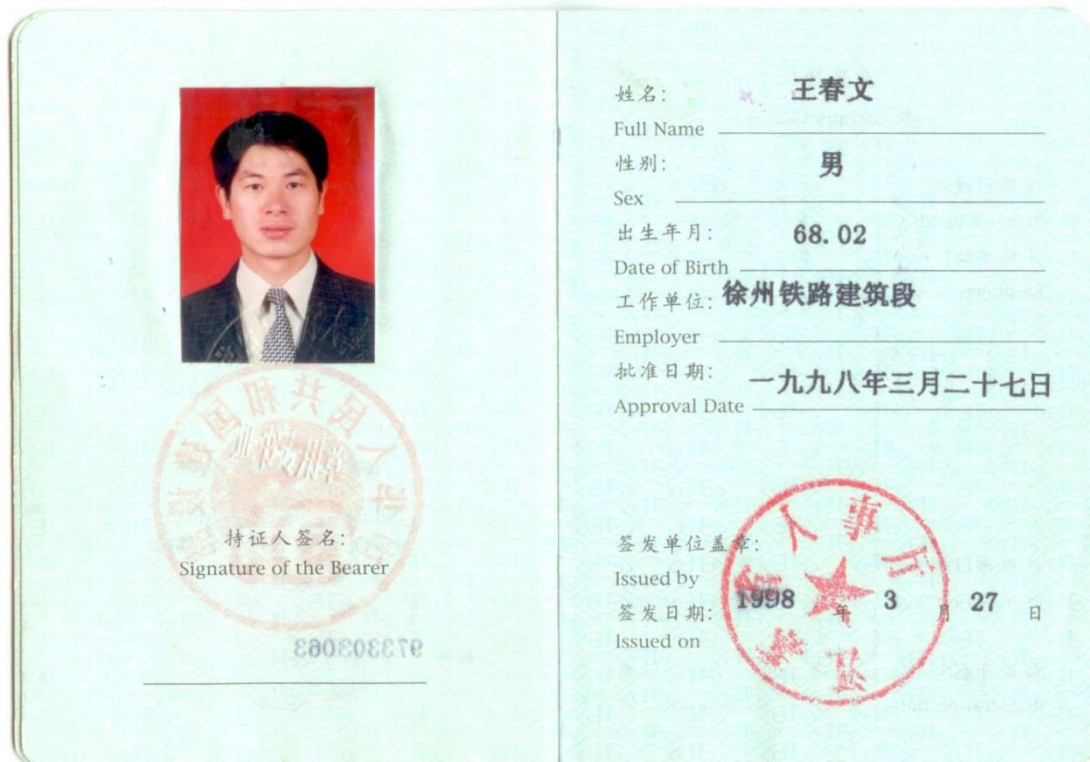 持证人签名:
Signature of the Bearer
973303063
姓名: 王春文
Full Name
性别: 男
Sex
出生年月: 68.02
Date of Birth
工作单位: 徐州铁路建筑段
Employer
批准日期: 一九九八年三月二十七日
Approval Date
签发单位盖章:
Issued by
签发日期: 1998 年 3 月 27 日
Issued on
人事厅